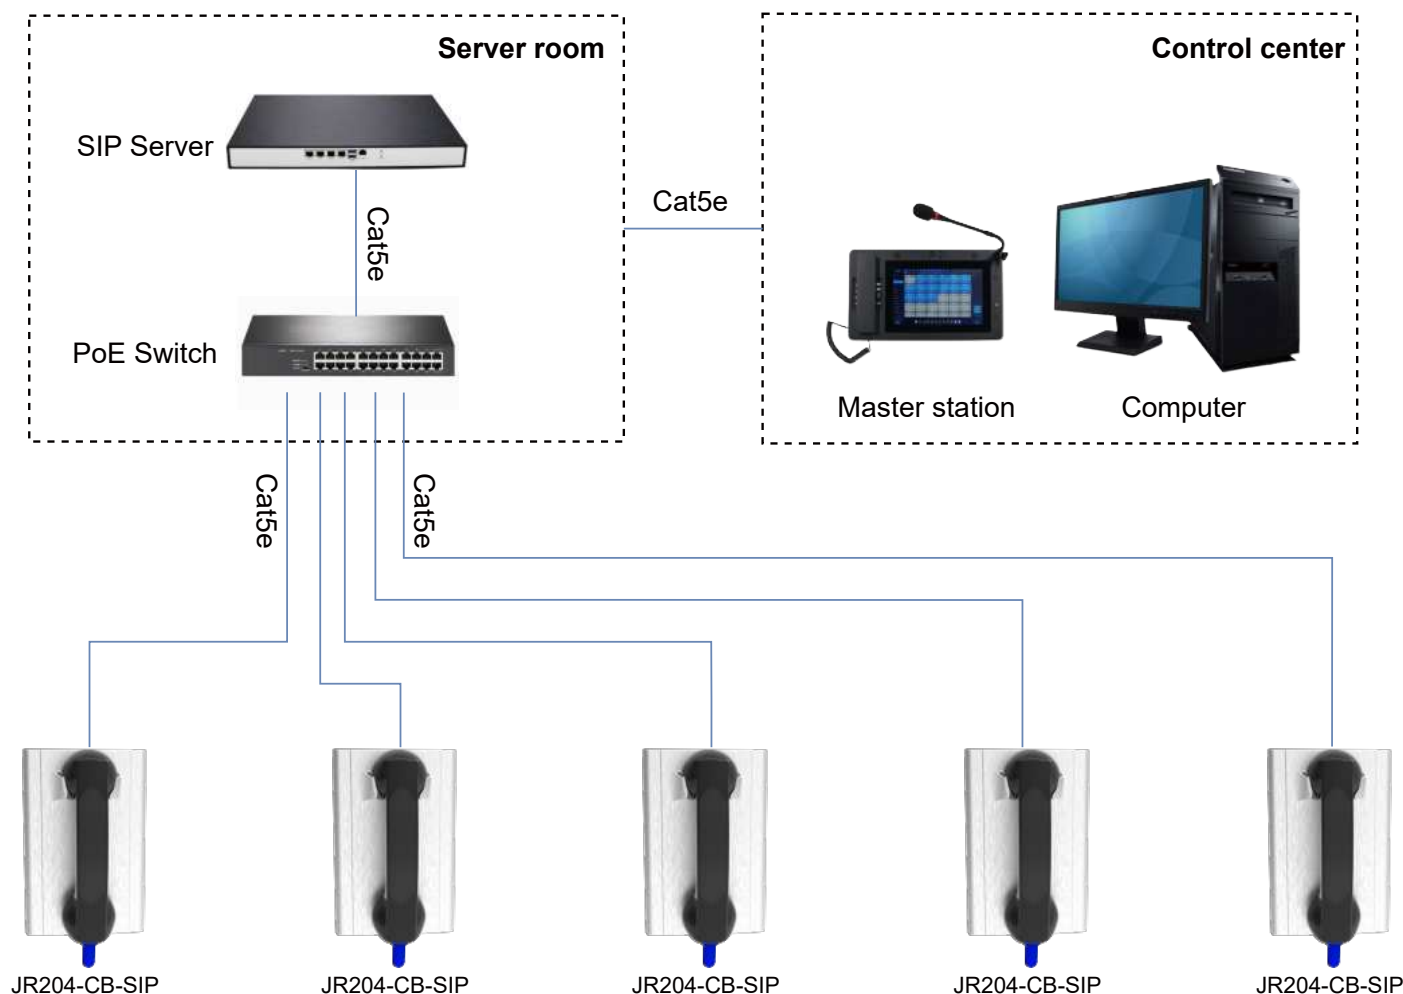 Server room
Control center
SIP Server
Cat5e
Cat5e
PoE Switch
Master station
Computer
Cat5e
Cat5e
JR204-CB-SIP
JR204-CB-SIP
JR204-CB-SIP
JR204-CB-SIP
JR204-CB-SIP